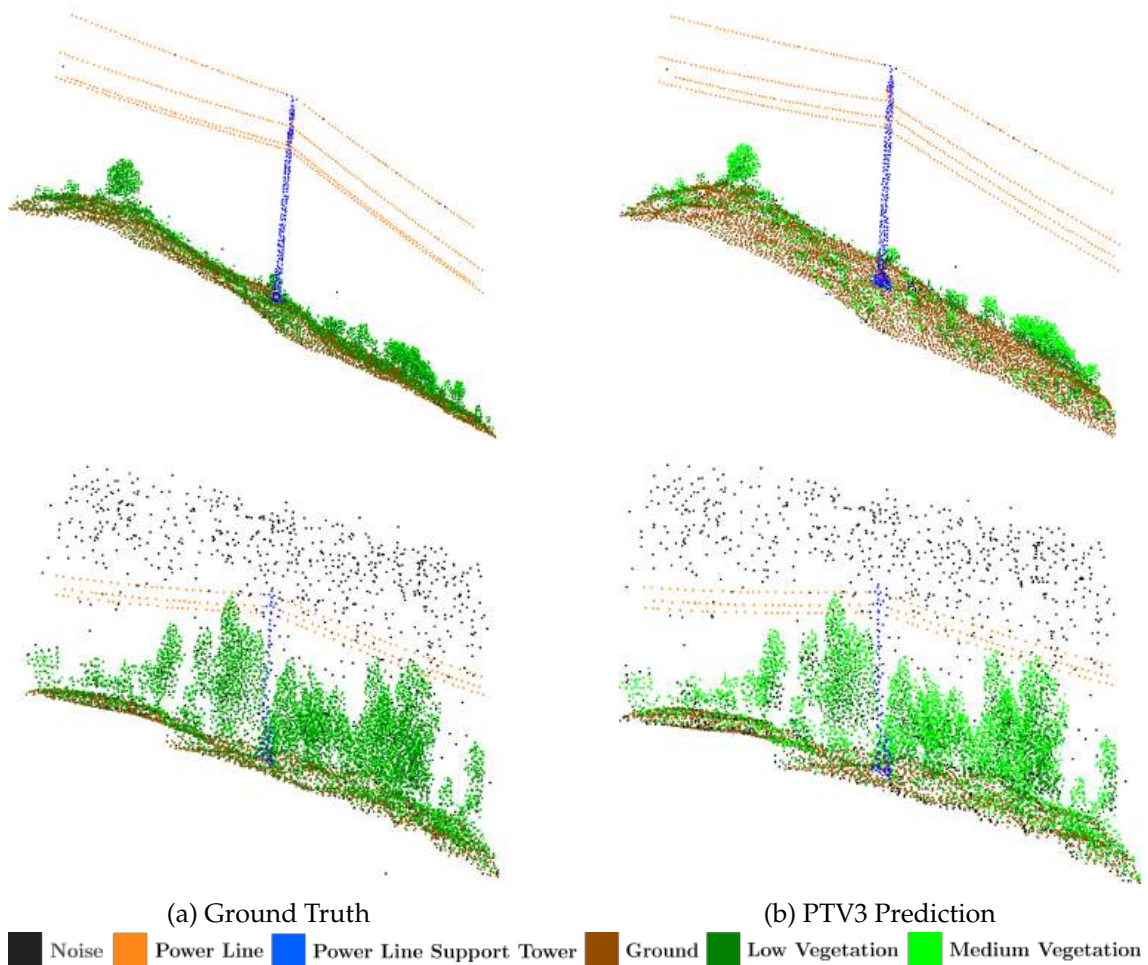 (a) Ground Truth
(b) PTV3 Prediction
Noise Power Line Power Line Support Tower Ground Low Vegetation Medium Vegetation